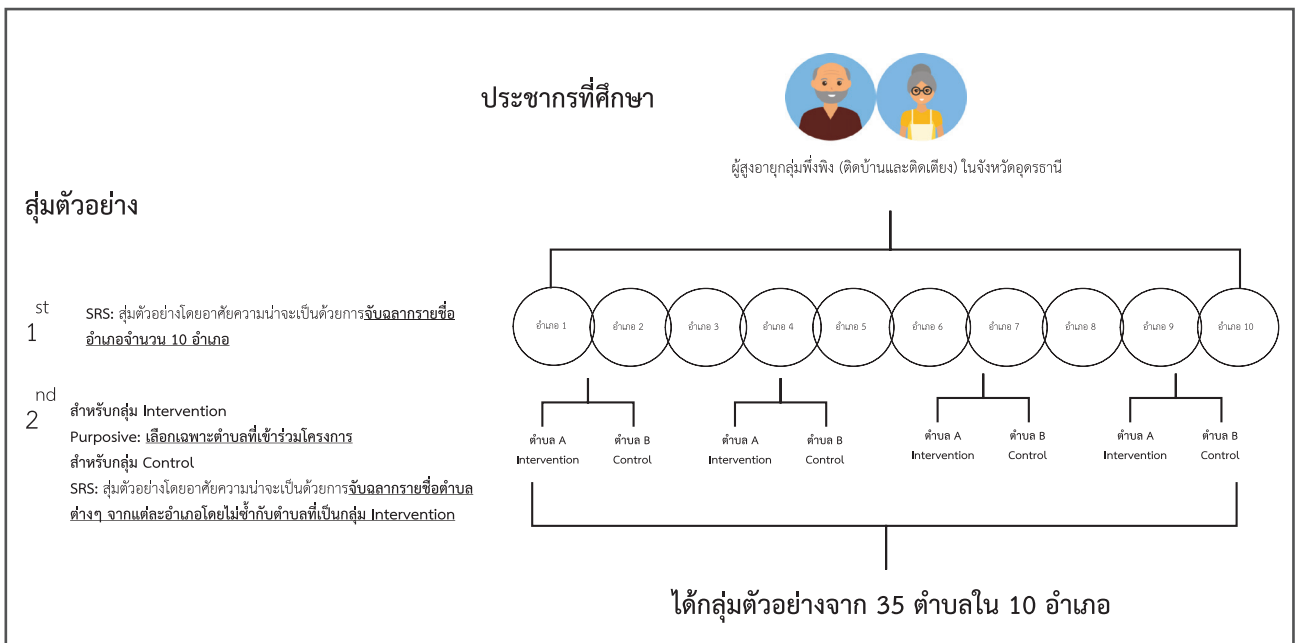 ประชากรที่ศึกษา
ผู้สูงอายุกลุ่มพึ่งพิง (ติดบ้านและติดเตียง) ในจังหวัดอุดรธานี
สุ่มตัวอย่าง
1st
SRS: สุ่มตัวอย่างโดยอาศัยความน่าจะเป็นด้วยการจับฉลากรายชื่อ
อำเภอจำนวน 10 อำเภอ
อำเภอ 1 อำเภอ 2 อำเภอ 3 อำเภอ 4 อำเภอ 5 อำเภอ 6 อำเภอ 7 อำเภอ 8 อำเภอ 9 อำเภอ 10
2nd
สำหรับกลุ่ม Intervention
Purposive: เลือกเฉพาะตำบลที่เข้าร่วมโครงการ
สำหรับกลุ่ม Control
SRS: สุ่มตัวอย่างโดยอาศัยความน่าจะเป็นด้วยการจับฉลากรายชื่อตำบล
ต่างๆ จากแต่ละอำเภอโดยไม่ซ้ำกับตำบลที่เป็นกลุ่ม Intervention
ตำบล A ตำบล B ตำบล A ตำบล B ตำบล A ตำบล B ตำบล A ตำบล B
Intervention Control Intervention Control Intervention Control Intervention Control
ได้กลุ่มตัวอย่างจาก 35 ตำบลใน 10 อำเภอ